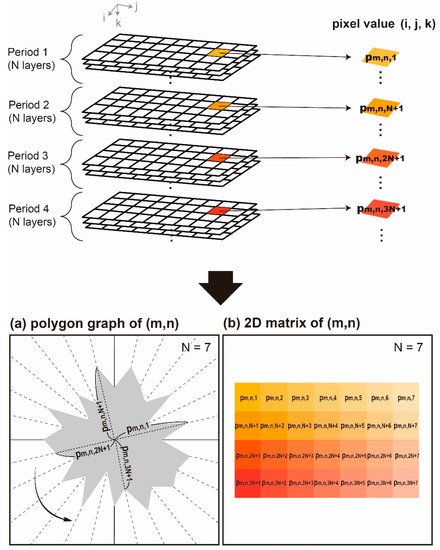 i
j
k
pixel value (i, j, k)
Period 1
(N layers)
pm,n,1
Period 2
(N layers)
pm,n,N+1
Period 3
(N layers)
pm,n,2N+1
Period 4
(N layers)
pm,n,3N+1
(a) polygon graph of (m,n)
N = 7
pm,n,N+1
pm,n,1
pm,n,2N+1
pm,n,3N+1
(b) 2D matrix of (m,n)
N = 7
pm,n,1 pm,n,2 pm,n,3 pm,n,4 pm,n,5 pm,n,6 pm,n,7
pm,n,N+1 pm,n,N+2 pm,n,N+3 pm,n,N+4 pm,n,N+5 pm,n,N+6 pm,n,N+7
pm,n,2N+1 pm,n,2N+2 pm,n,2N+3 pm,n,2N+4 pm,n,2N+5 pm,n,2N+6 pm,n,2N+7
pm,n,3N+1 pm,n,3N+2 pm,n,3N+3 pm,n,3N+4 pm,n,3N+5 pm,n,3N+6 pm,n,3N+7